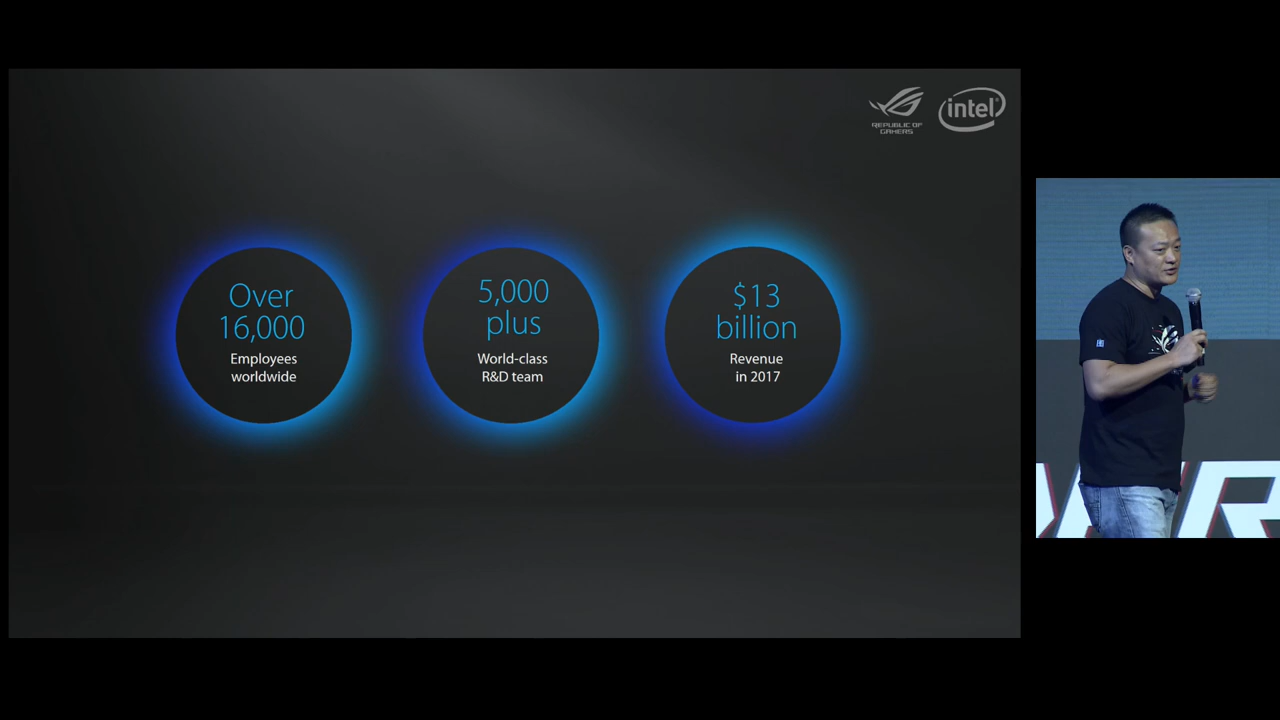 REPUBLIC OF
GAMERS
intel
Over
16,000
Employees
worldwide
5,000
plus
World-class
R&D team
$13
billion
Revenue
in 2017